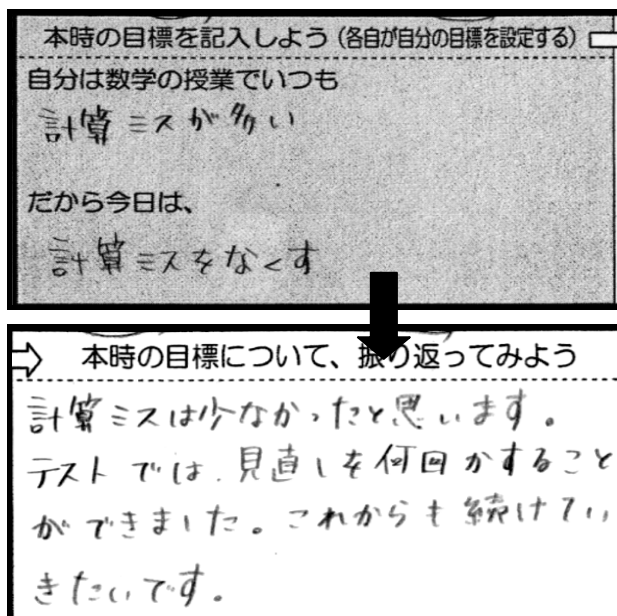 本時の目標を記入しよう（各自が自分の目標を設定する）
自分は数学の授業でいつも
計算ミスが多い
だから今日は、
計算ミスをなくす
本時の目標について、振り返ってみよう
計算ミスは少なかったと思います。
テストでは、見直しを何回かすること
ができました。これからも続けてい
きたいです。